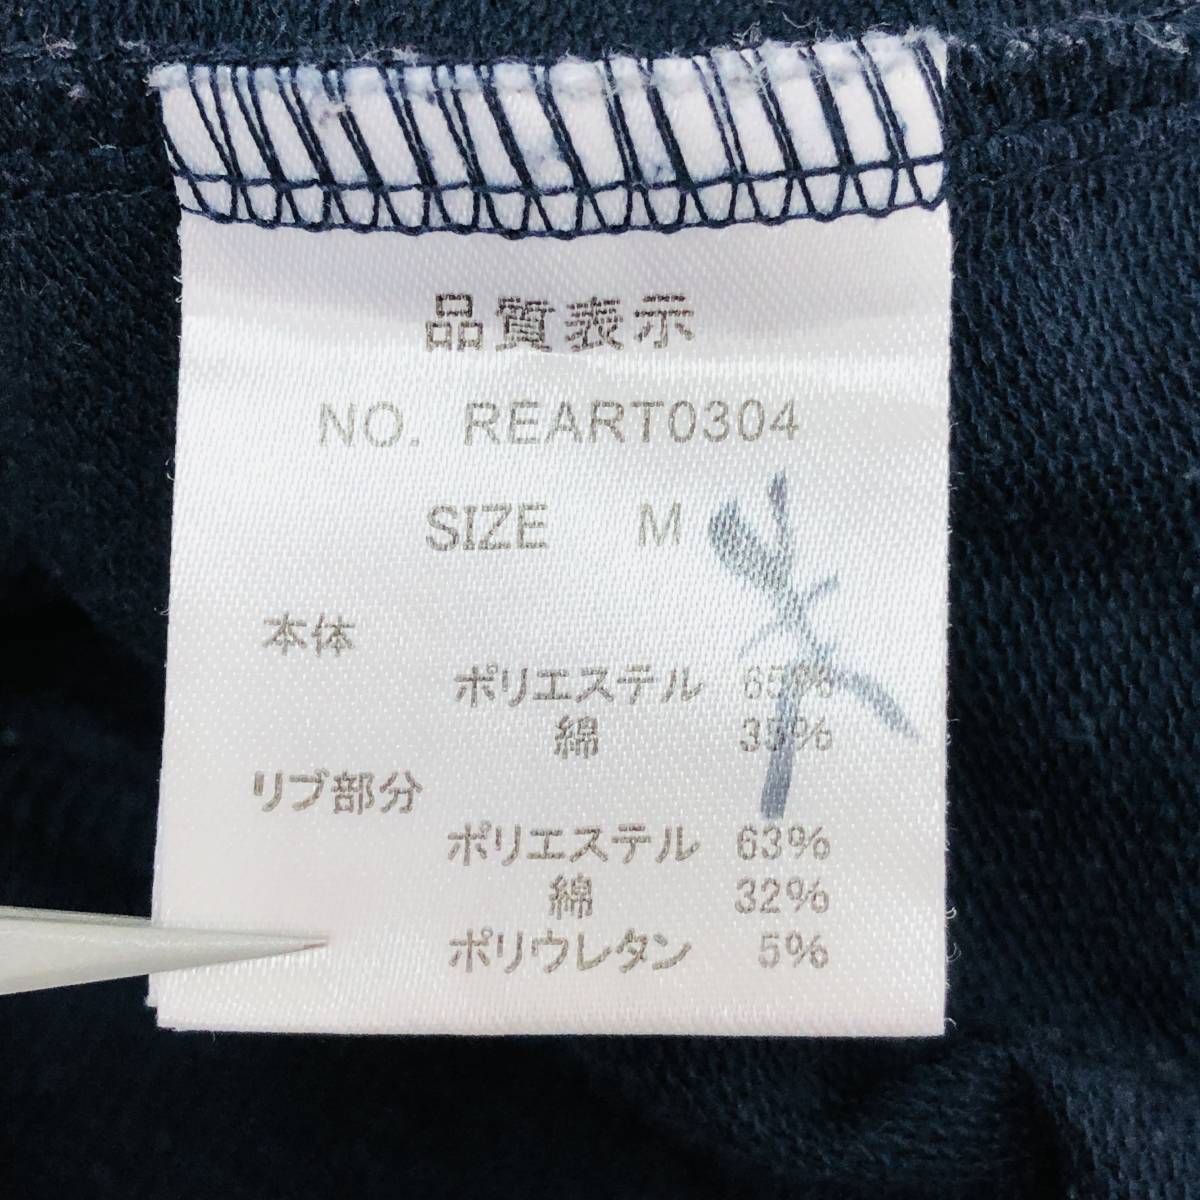 品質表示
NO. REART0304
SIZE M
本体
ポリエステル 65%
綿 35%
リブ部分
ポリエステル 63%
綿 32%
ポリウレタン 5%